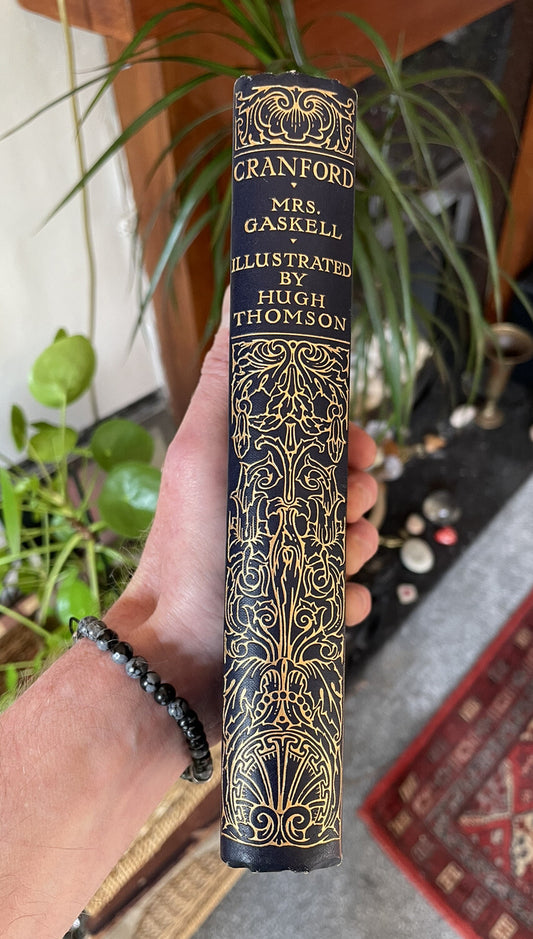 CRANFORD
MRS.
GASKELL
ILLUSTRATED
BY
HUGH
THOMSON